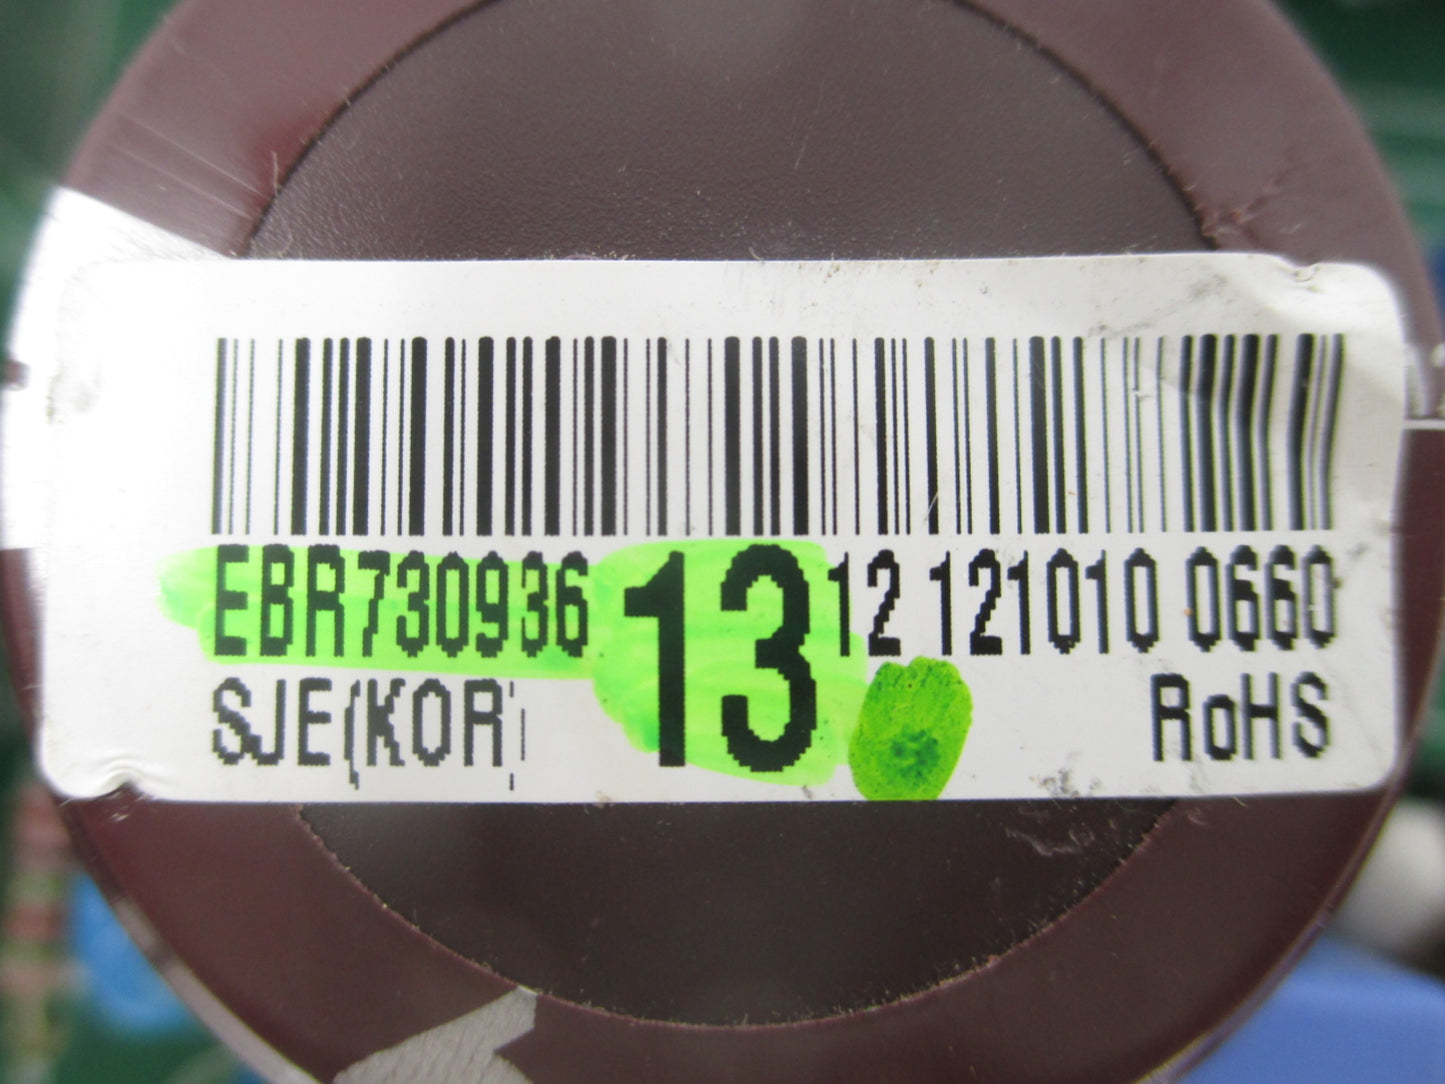 EBR730936 13 12 121010 0660
SJE(KOR) RoHS